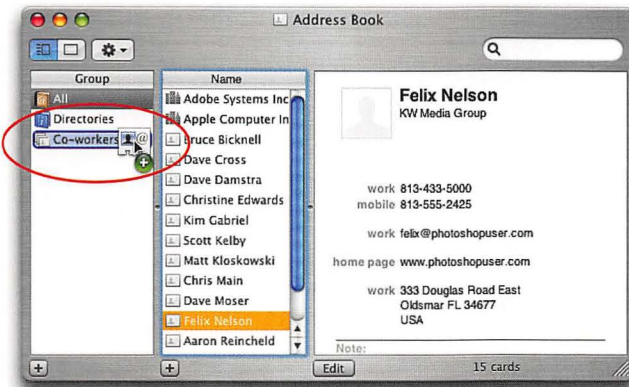 Address Book
Group
All
Directories
Co-workers
Name
Adobe Systems Inc
Apple Computer In
Bruce Bicknell
Dave Cross
Dave Damstra
Christine Edwards
Kim Gabriel
Scott Kelby
Matt Kloskowski
Chris Main
Dave Moser
Felix Nelson
Aaron Reincheld
Felix Nelson
KW Media Group
work 813-433-5000
mobile 813-555-2425
work felix@photoshopuser.com
home page www.photoshopuser.com
work 333 Douglas Road East
Oldsmar FL 34677
USA
Note:
Edit
15 cards